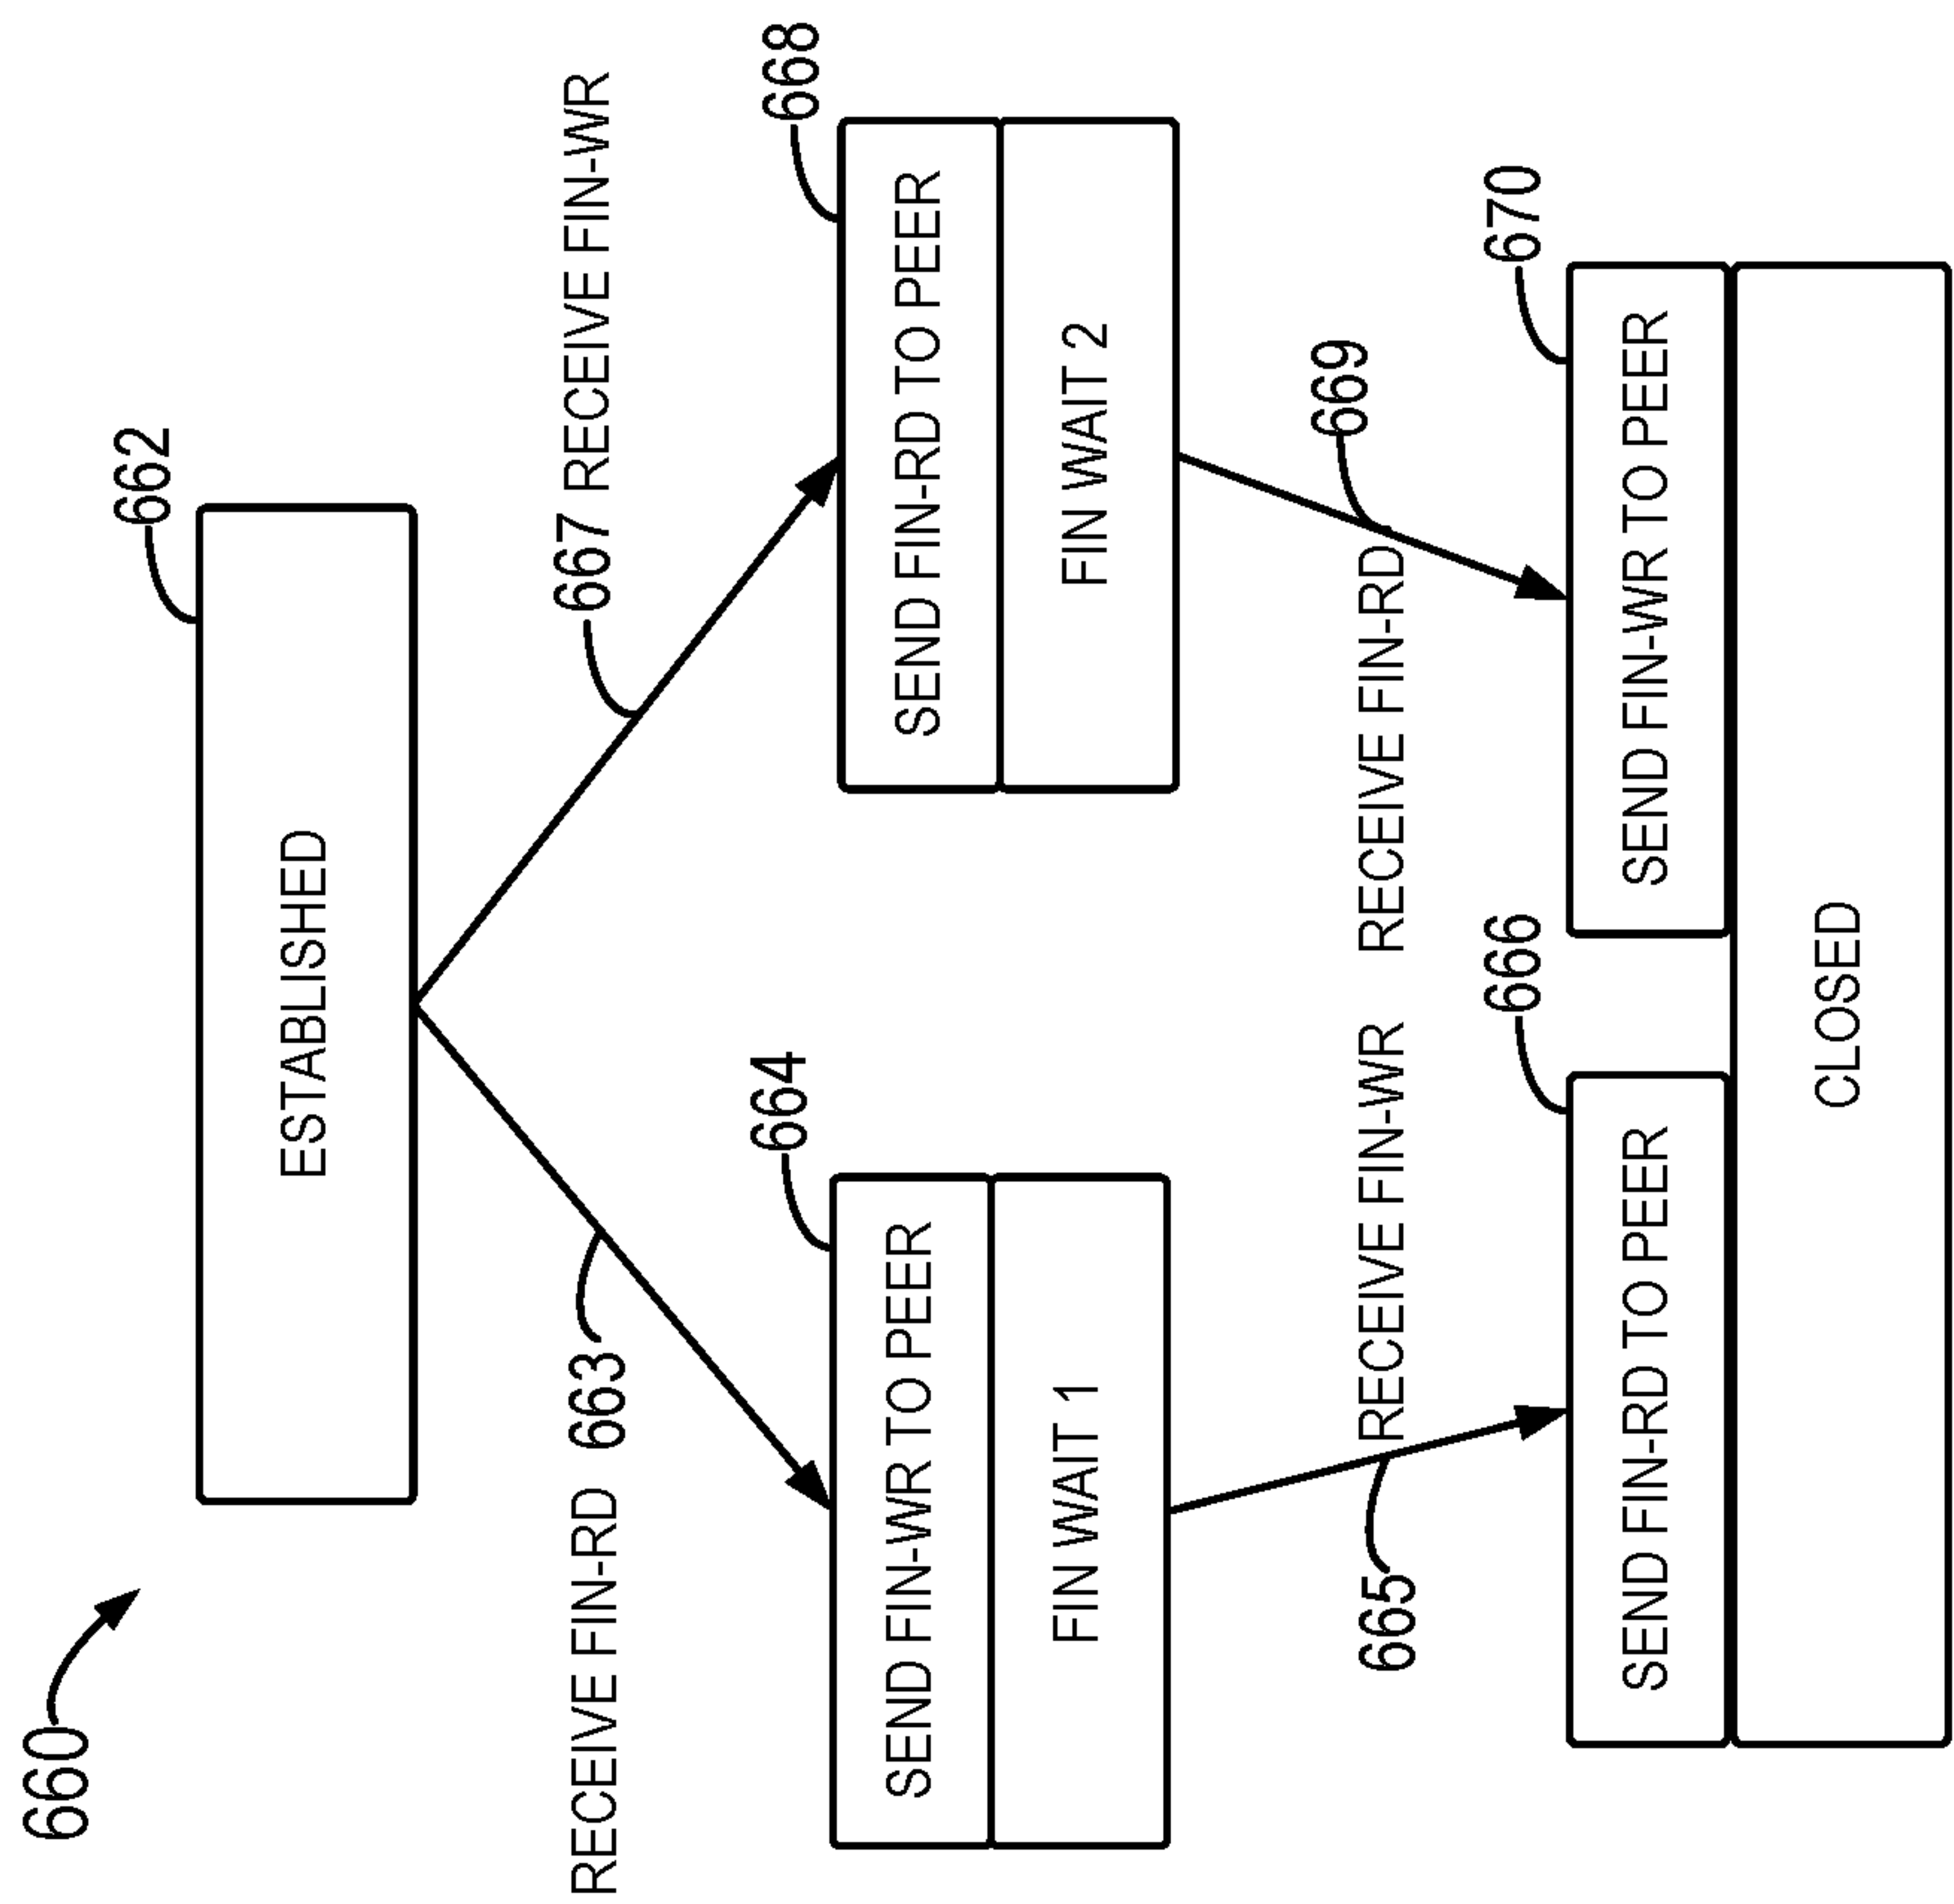 660
662
ESTABLISHED
RECEIVE FIN-RD
663
667
RECEIVE FIN-WR
664
SEND FIN-WR TO PEER
FIN WAIT 1
668
SEND FIN-RD TO PEER
FIN WAIT 2
665
RECEIVE FIN-WR
RECEIVE FIN-RD
669
666
SEND FIN-RD TO PEER
670
SEND FIN-WR TO PEER
CLOSED